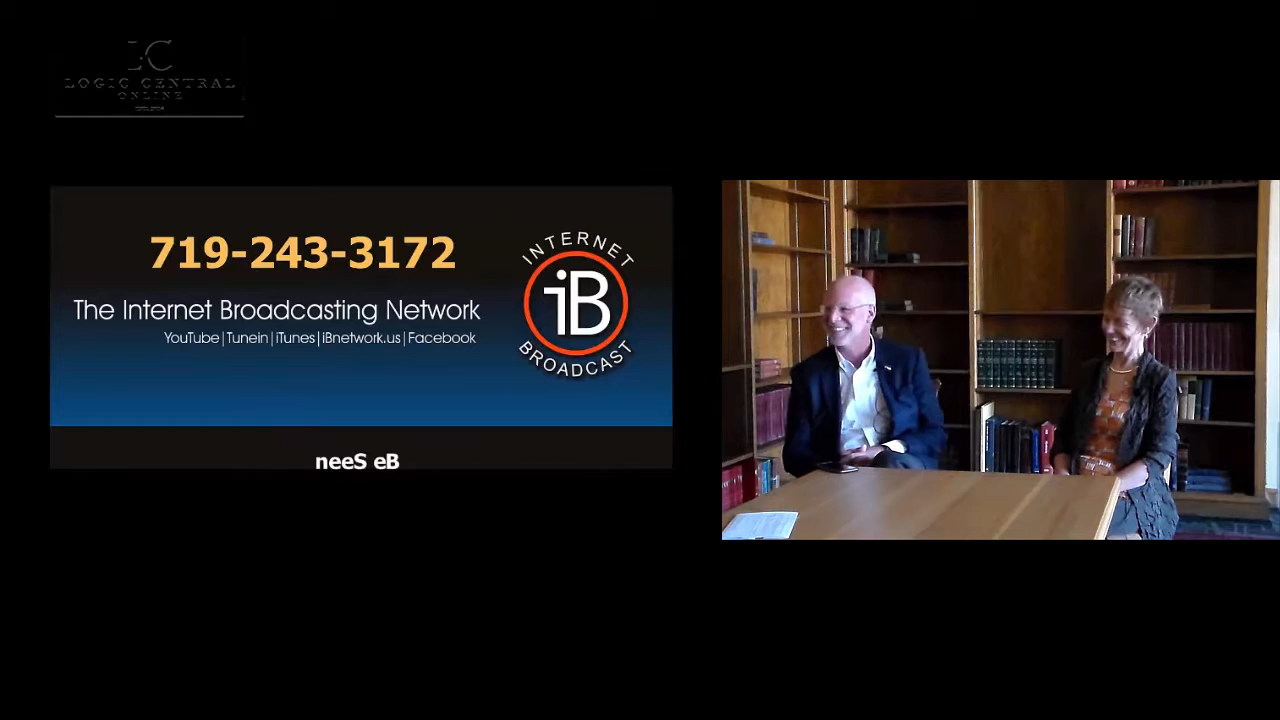 LC
LOGIC CENTRAL
ONLINE
719-243-3172
The Internet Broadcasting Network
YouTube|Tunein|iTunes|iBnetwork.us|Facebook
INTERNET
iB
BROADCAST
neeS eB